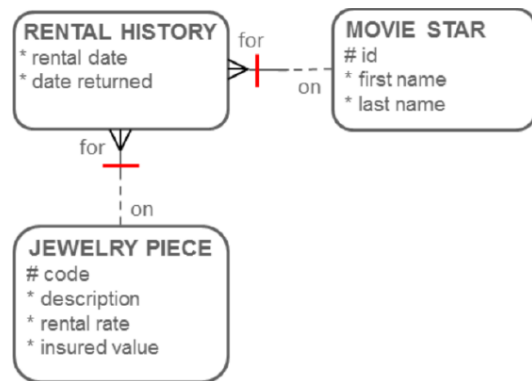 RENTAL HISTORY
* rental date
* date returned
for
on
MOVIE STAR
# id
* first name
* last name
for
on
JEWELRY PIECE
# code
* description
* rental rate
* insured value